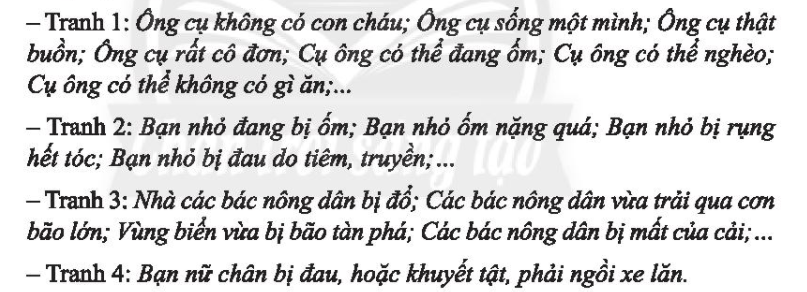 – Tranh 1: Ông cụ không có con cháu; Ông cụ sống một mình; Ông cụ thật
buồn; Ông cụ rất cô đơn; Cụ ông có thể đang ốm; Cụ ông có thể nghèo;
Cụ ông có thể không có gì ăn;...
– Tranh 2: Bạn nhỏ đang bị ốm; Bạn nhỏ ốm nặng quá; Bạn nhỏ bị rụng
hết tóc; Bạn nhỏ bị đau do tiêm, truyền;...
– Tranh 3: Nhà các bác nông dân bị đổ; Các bác nông dân vừa trải qua cơn
bão lớn; Vùng biển vừa bị bão tàn phá; Các bác nông dân bị mất của cải;...
– Tranh 4: Bạn nữ chân bị đau, hoặc khuyết tật, phải ngồi xe lăn.